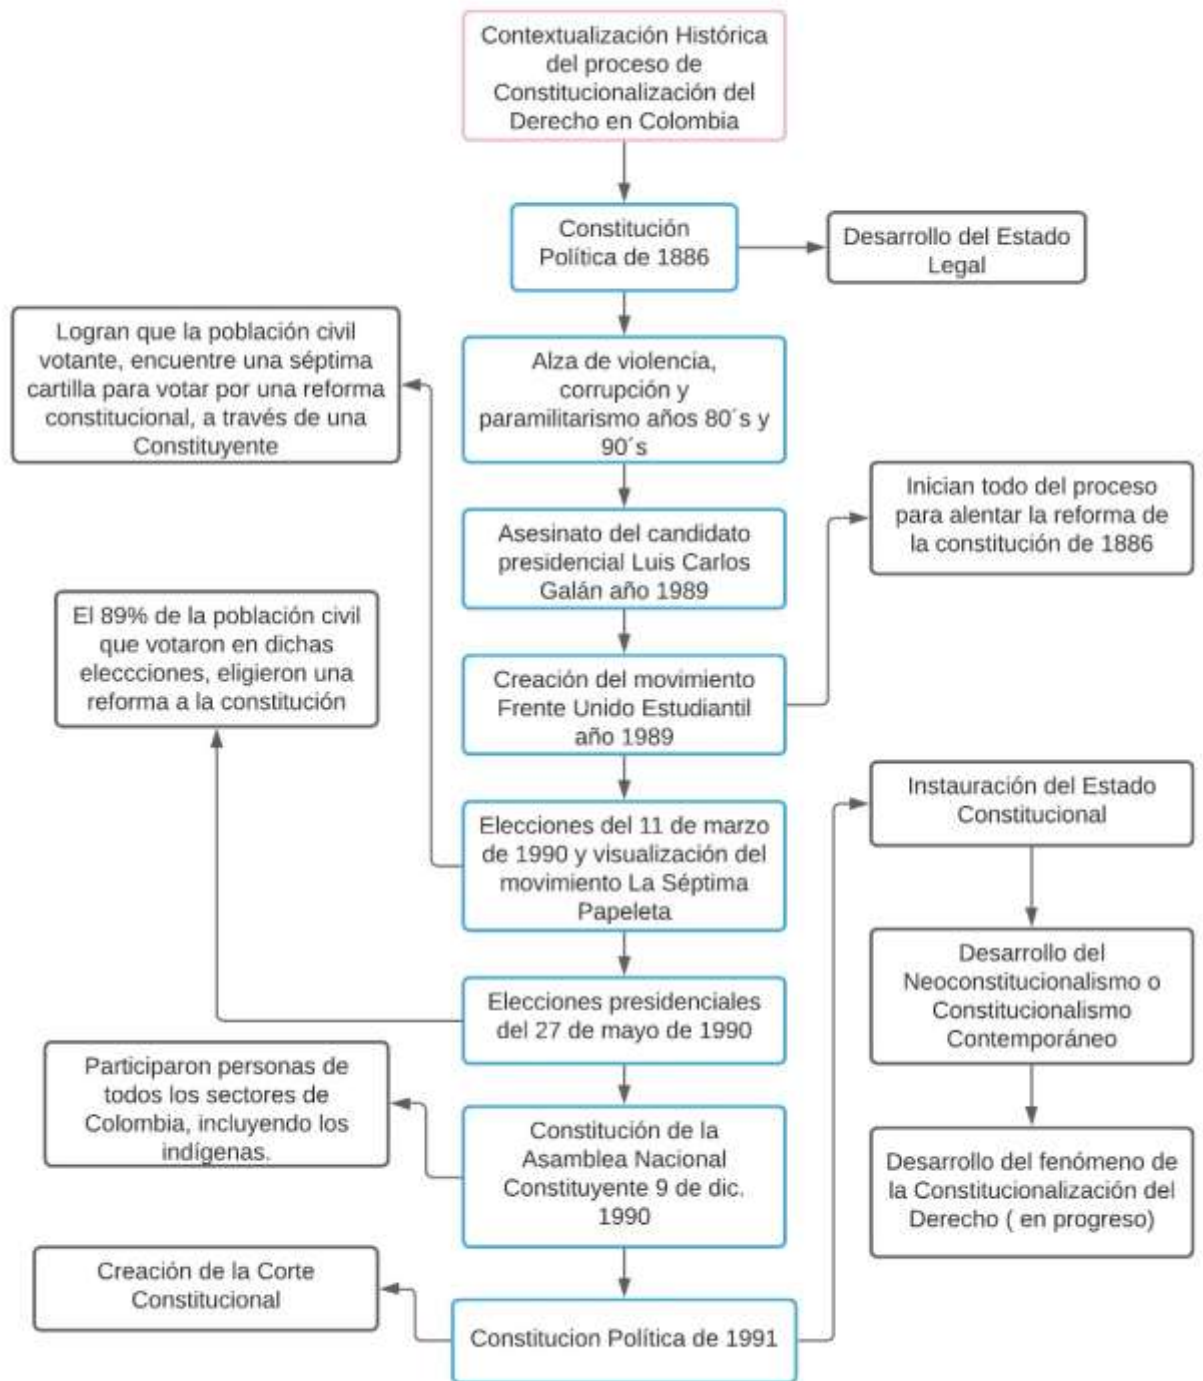 Contextualización Histórica
del proceso de
Constitucionalización del
Derecho en Colombia
Constitución
Política de 1886
Desarrollo del Estado
Legal
Logran que la población civil
votante, encuentre una séptima
cartilla para votar por una reforma
constitucional, a través de una
Constituyente
Alza de violencia,
corrupción y
paramilitarismo años 80´s y
90´s
Inician todo del proceso
para alentar la reforma de
la constitución de 1886
Asesinato del candidato
presidencial Luis Carlos
Galán año 1989
El 89% de la población civil
que votaron en dichas
eleccciones, eligieron una
reforma a la constitución
Creación del movimiento
Frente Unido Estudiantil
año 1989
Instauración del Estado
Constitucional
Elecciones del 11 de marzo
de 1990 y visualización del
movimiento La Séptima
Papeleta
Desarrollo del
Neoconstitucionalismo o
Constitucionalismo
Contemporáneo
Elecciones presidenciales
del 27 de mayo de 1990
Participaron personas de
todos los sectores de
Colombia, incluyendo los
indígenas.
Constitución de la
Asamblea Nacional
Constituyente 9 de dic.
1990
Desarrollo del fenómeno de
la Constitucionalización del
Derecho ( en progreso)
Creación de la Corte
Constitucional
Constitucion Política de 1991